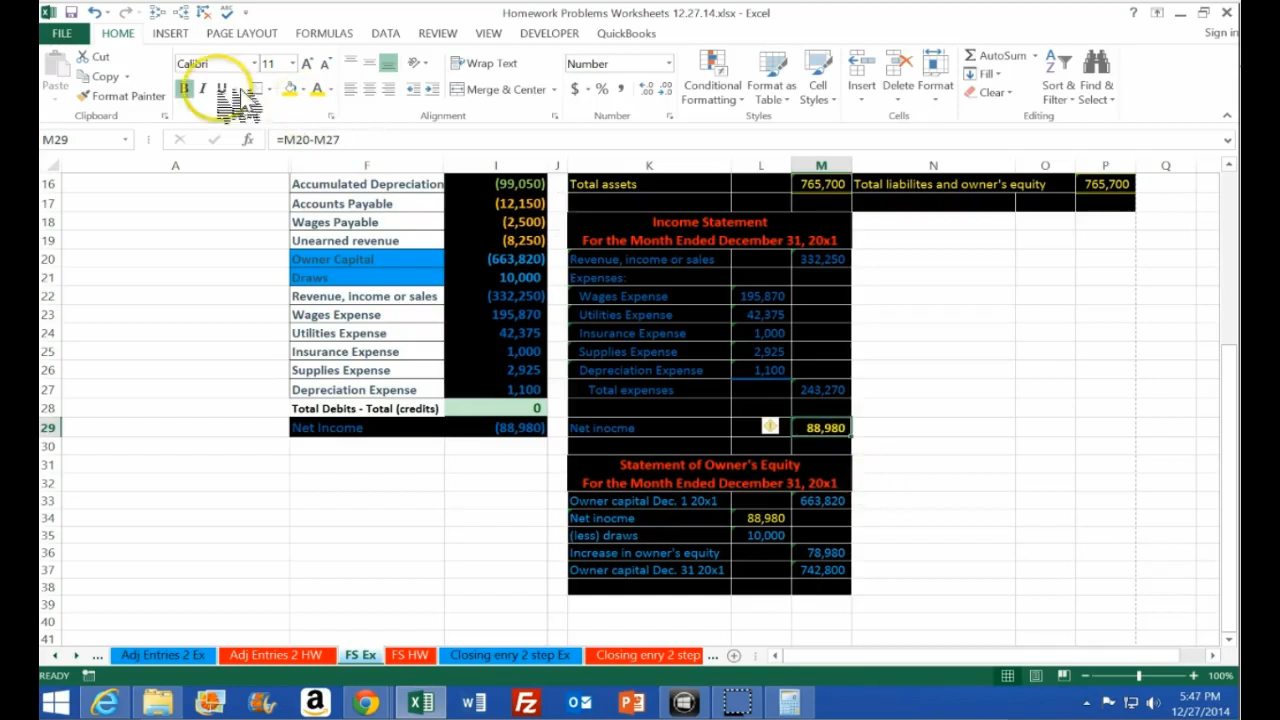 Homework Problems Worksheets 12.27.14.xlsx - Excel
Sign in
FILE HOME INSERT PAGE LAYOUT FORMULAS DATA REVIEW VIEW DEVELOPER QuickBooks
Paste
Cut
Copy
Format Painter
Clipboard
Calibri 11
B I U
Wrap Text
Merge & Center
Alignment
Number
$ % ,
Number
Conditional Formatting
Format as Table
Cell Styles
Styles
Insert
Delete
Format
Cells
AutoSum
Fill
Clear
Sort & Filter
Find & Select
Editing
M29 fx =M20-M27
A F I J K L M N O P Q
16 Accumulated Depreciation (99,050) Total assets 765,700 Total liabilites and owner's equity 765,700
17 Accounts Payable (12,150)
18 Wages Payable (2,500) Income Statement
19 Unearned revenue (8,250) For the Month Ended December 31, 20x1
20 Owner Capital (663,820) Revenue, income or sales 332,250
21 Draws 10,000 Expenses:
22 Revenue, income or sales (332,250) Wages Expense 195,870
23 Wages Expense 195,870 Utilities Expense 42,375
24 Utilities Expense 42,375 Insurance Expense 1,000
25 Insurance Expense 1,000 Supplies Expense 2,925
26 Supplies Expense 2,925 Depreciation Expense 1,100
27 Depreciation Expense 1,100 Total expenses 243,270
28 Total Debits - Total (credits) 0
29 Net Income (88,980) Net inocme 88,980
30
31 Statement of Owner's Equity
32 For the Month Ended December 31, 20x1
33 Owner capital Dec. 1 20x1 663,820
34 Net inocme 88,980
35 (less) draws 10,000
36 Increase in owner's equity 78,980
37 Owner capital Dec. 31 20x1 742,800
38
39
40
41
... Adj Entries 2 Ex Adj Entries 2 HW FS Ex FS HW Closing enry 2 step Ex Closing enry 2 step ...
READY 100%
5:47 PM
12/27/2014